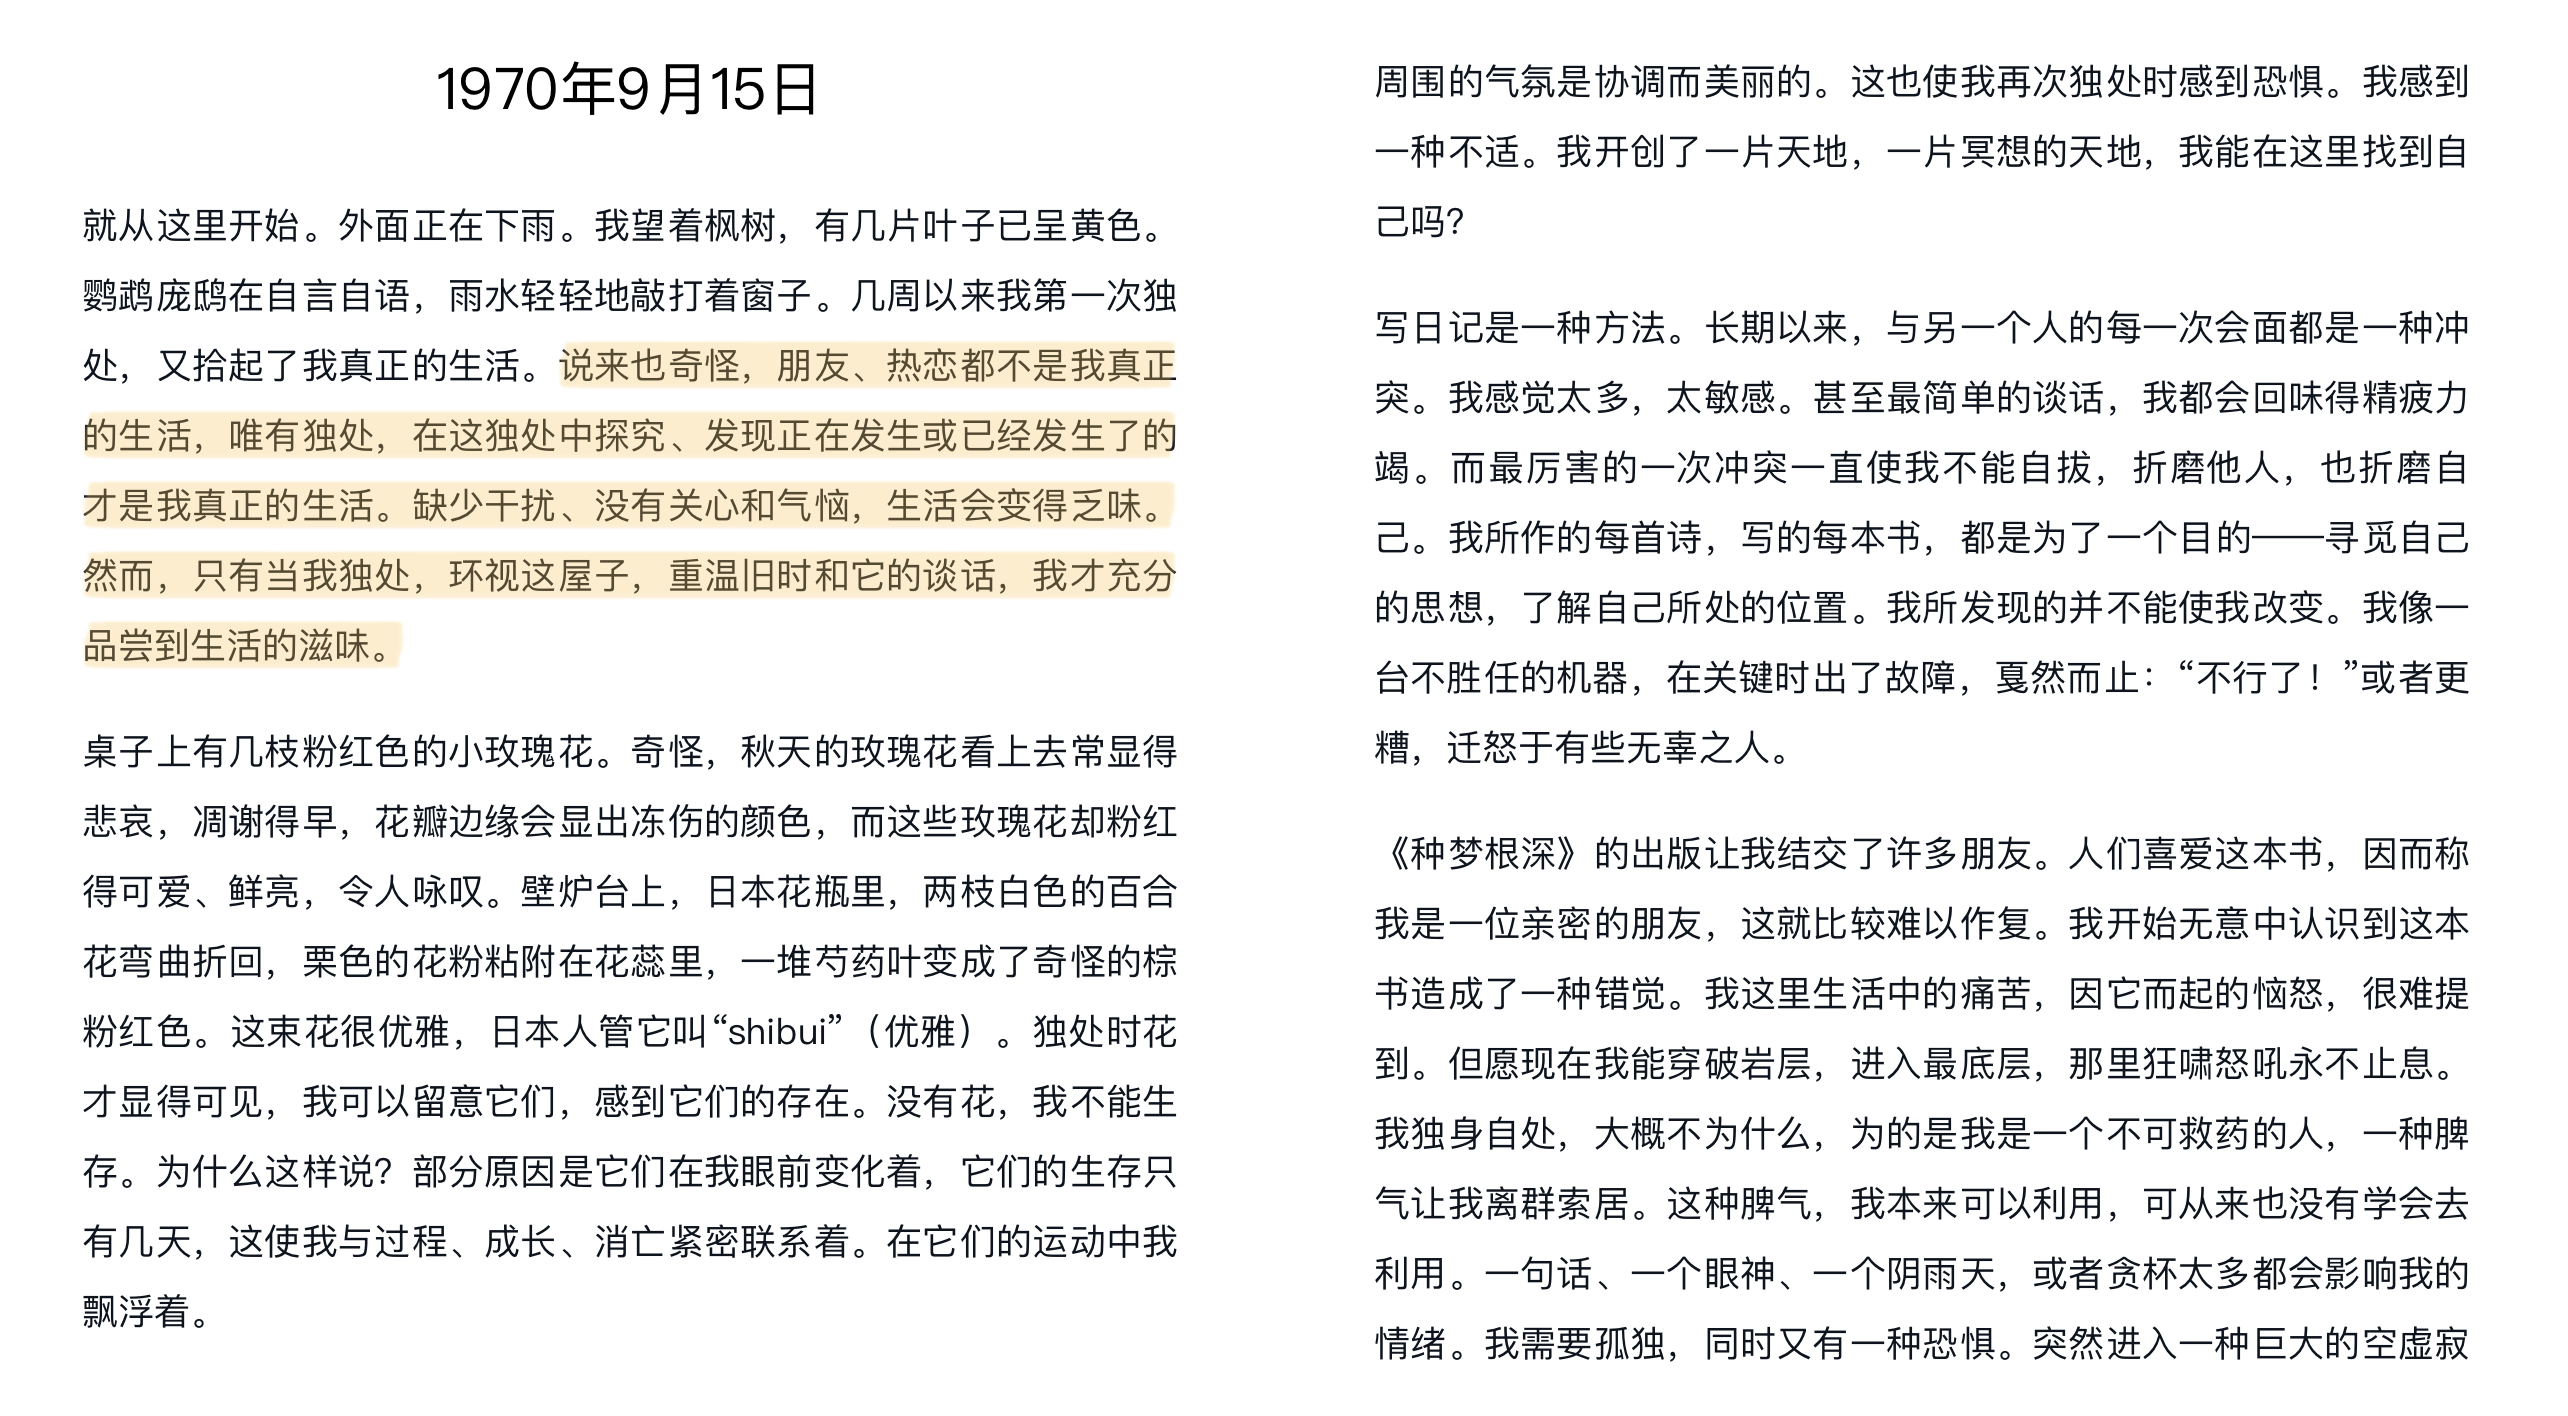 1970年9月15日
就从这里开始。外面正在下雨。我望着枫树，有几片叶子已呈黄色。
鹦鹉庞鸹在自言自语，雨水轻轻地敲打着窗子。几周以来我第一次独
处，又拾起了我真正的生活。说来也奇怪，朋友、热恋都不是我真正
的生活，唯有独处，在这独处中探究、发现正在发生或已经发生了的
才是我真正的生活。缺少干扰、没有关心和气恼，生活会变得乏味。
然而，只有当我独处，环视这屋子，重温旧时和它的谈话，我才充分
品尝到生活的滋味。
桌子上有几枝粉红色的小玫瑰花。奇怪，秋天的玫瑰花看上去常显得
悲哀，凋谢得早，花瓣边缘会显出冻伤的颜色，而这些玫瑰花却粉红
得可爱、鲜亮，令人咏叹。壁炉台上，日本花瓶里，两枝白色的百合
花弯曲折回，栗色的花粉粘附在花蕊里，一堆芍药叶变成了奇怪的棕
粉红色。这束花很优雅，日本人管它叫“shibui”（优雅）。独处时花
才显得可见，我可以留意它们，感到它们的存在。没有花，我不能生
存。为什么这样说？部分原因是它们在我眼前变化着，它们的生存只
有几天，这使我与过程、成长、消亡紧密联系着。在它们的运动中我
飘浮着。
周围的气氛是协调而美丽的。这也使我再次独处时感到恐惧。我感到
一种不适。我开创了一片天地，一片冥想的天地，我能在这里找到自
己吗？
写日记是一种方法。长期以来，与另一个人的每一次会面都是一种冲
突。我感觉太多，太敏感。甚至最简单的谈话，我都会回味得精疲力
竭。而最厉害的一次冲突一直使我不能自拔，折磨他人，也折磨自
己。我所作的每首诗，写的每本书，都是为了一个目的——寻觅自己
的思想，了解自己所处的位置。我所发现的并不能使我改变。我像一
台不胜任的机器，在关键时出了故障，戛然而止：“不行了！”或者更
糟，迁怒于有些无辜之人。
《种梦根深》的出版让我结交了许多朋友。人们喜爱这本书，因而称
我是一位亲密的朋友，这就比较难以作复。我开始无意中认识到这本
书造成了一种错觉。我这里生活中的痛苦，因它而起的恼怒，很难提
到。但愿现在我能穿破岩层，进入最底层，那里狂啸怒吼永不止息。
我独身自处，大概不为什么，为的是我是一个不可救药的人，一种脾
气让我离群索居。这种脾气，我本来可以利用，可从来也没有学会去
利用。一句话、一个眼神、一个阴雨天，或者贪杯太多都会影响我的
情绪。我需要孤独，同时又有一种恐惧。突然进入一种巨大的空虚寂